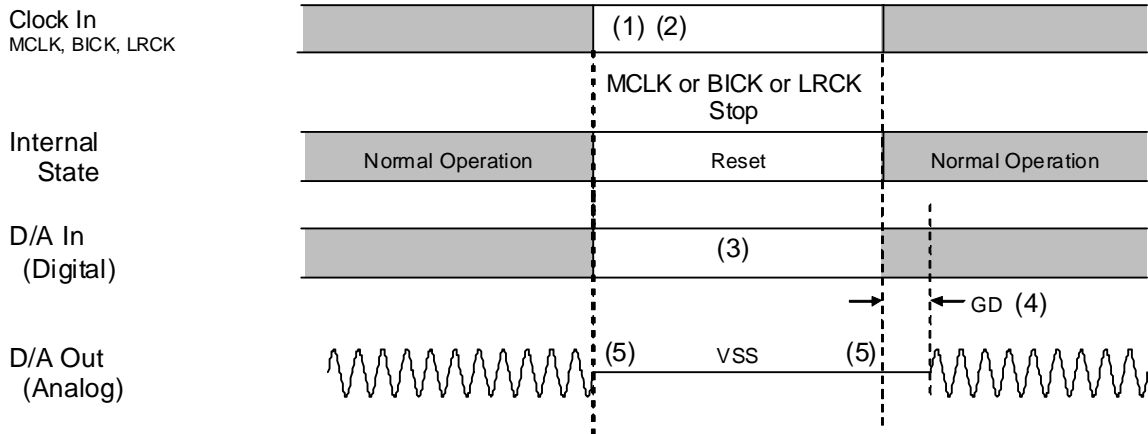 Clock In
MCLK, BICK, LRCK
(1) (2)
MCLK or BICK or LRCK
Stop
Internal
State
Normal Operation
Reset
Normal Operation
D/A In
(Digital)
(3)
GD (4)
D/A Out
(Analog)
(5)
VSS
(5)